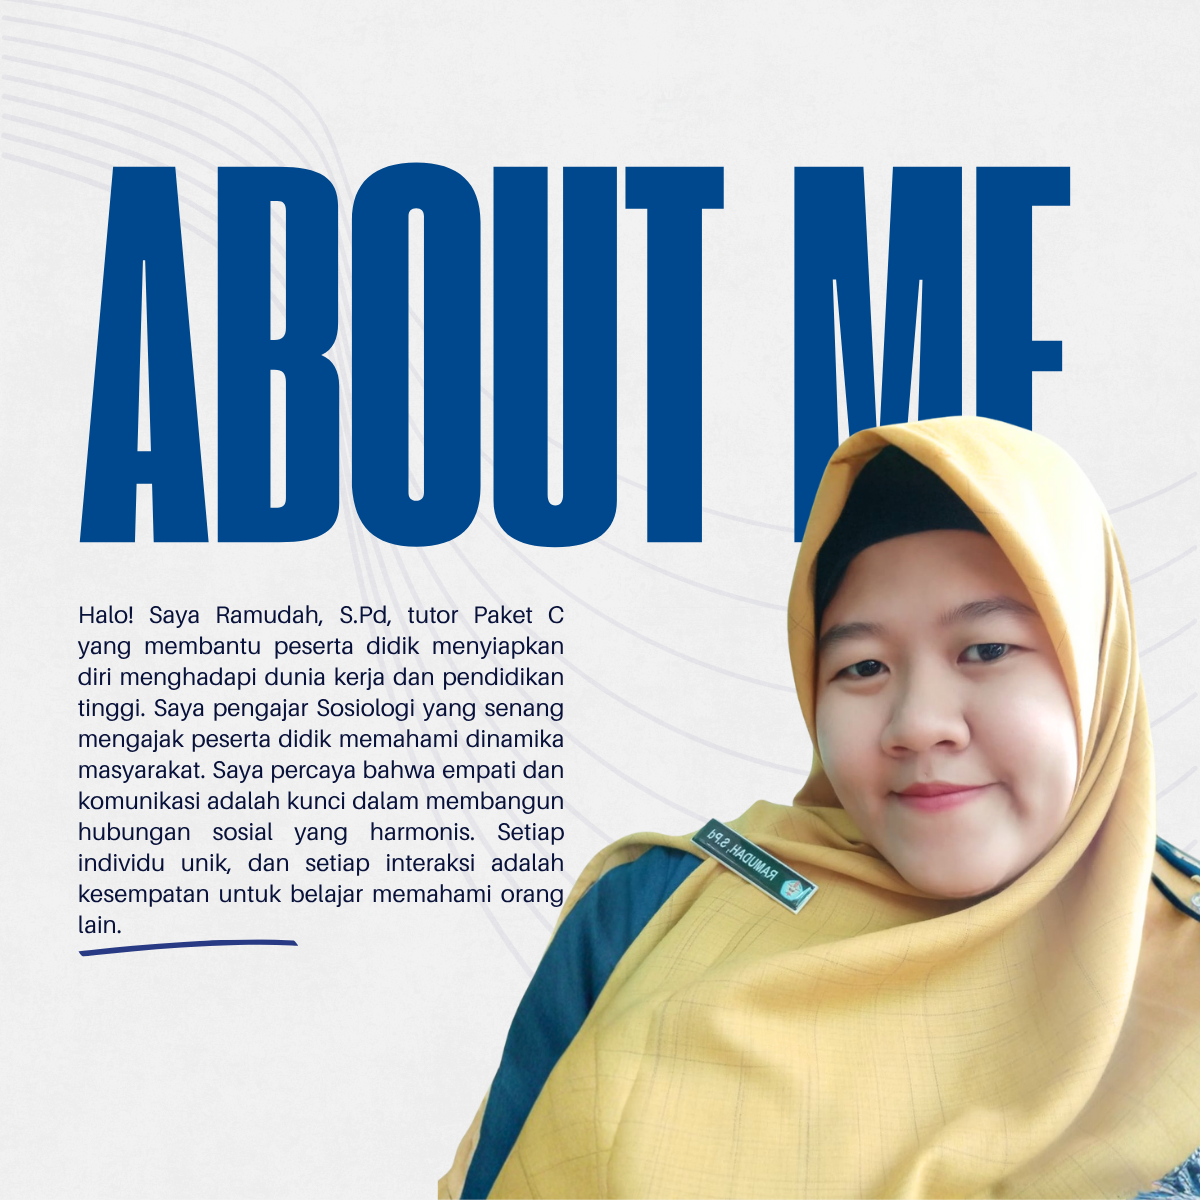 ABOUT ME
Halo! Saya Ramudah, S.Pd, tutor Paket C
yang membantu peserta didik menyiapkan
diri menghadapi dunia kerja dan pendidikan
tinggi. Saya pengajar Sosiologi yang senang
mengajak peserta didik memahami dinamika
masyarakat. Saya percaya bahwa empati dan
komunikasi adalah kunci dalam membangun
hubungan sosial yang harmonis. Setiap
individu unik, dan setiap interaksi adalah
kesempatan untuk belajar memahami orang
lain.
RAMUDAH, S.Pd